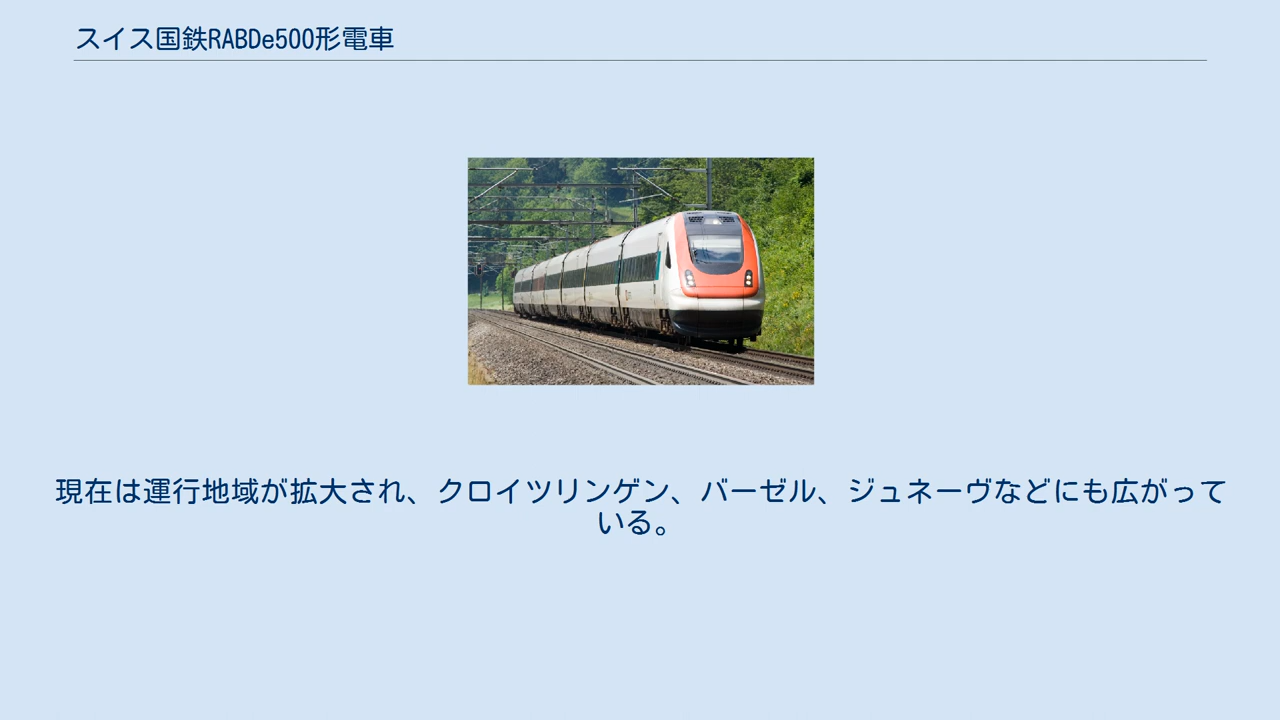 スイス国鉄RABDe500形電車
現在は運行地域が拡大され、クロイツリンゲン、バーゼル、ジュネーヴなどにも広がって
いる。